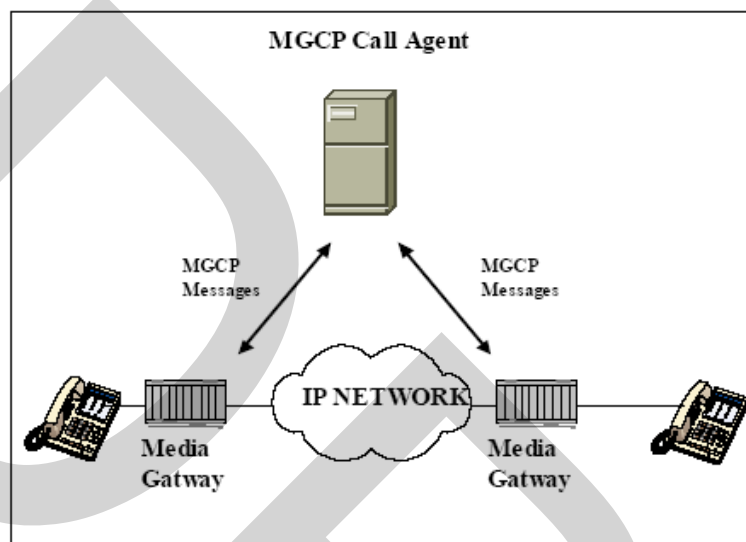 MGCP Call Agent
MGCP
Messages
MGCP
Messages
IP NETWORK
Media
Gatway
Media
Gatway